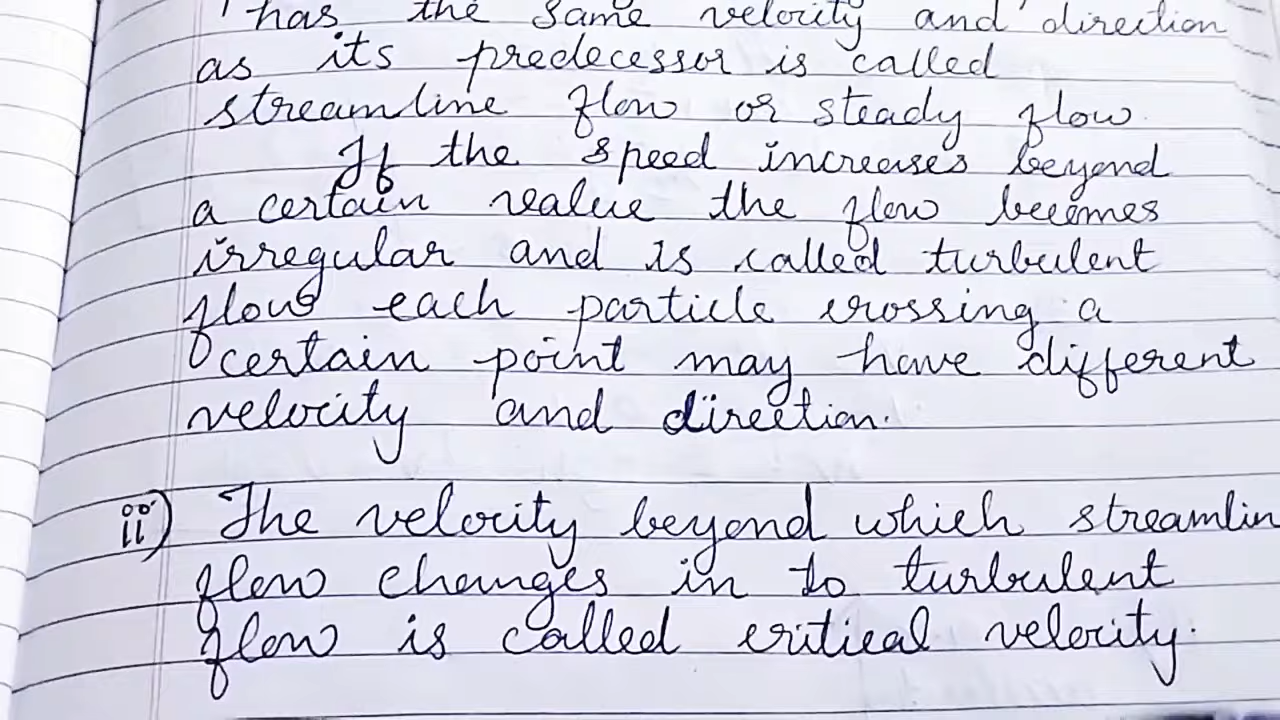 has the same velocity and direction
as its predecessor is called
streamline flow or steady flow.
If the speed increases beyond
a certain value the flow becomes
irregular and is called turbulent
flow each particle crossing a
certain point may have different
velocity and direction.
ii) The velocity beyond which streamlin
flow changes in to turbulent
flow is called critical velocity.